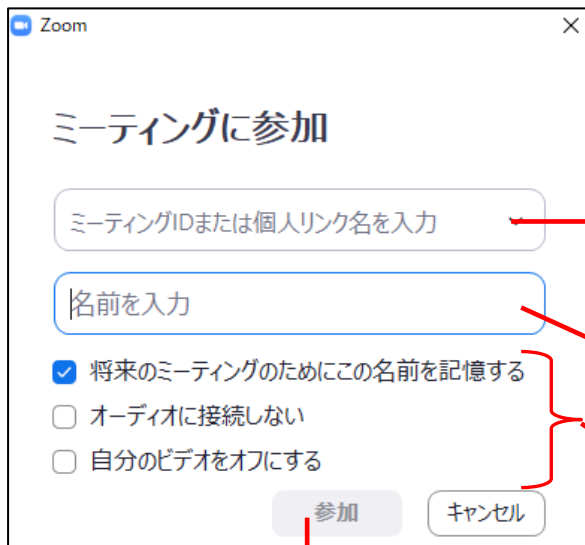 Zoom
ミーティングに参加
ミーティングIDまたは個人リンク名を入力
名前を入力
将来のミーティングのためにこの名前を記憶する
オーディオに接続しない
自分のビデオをオフにする
参加 キャンセル